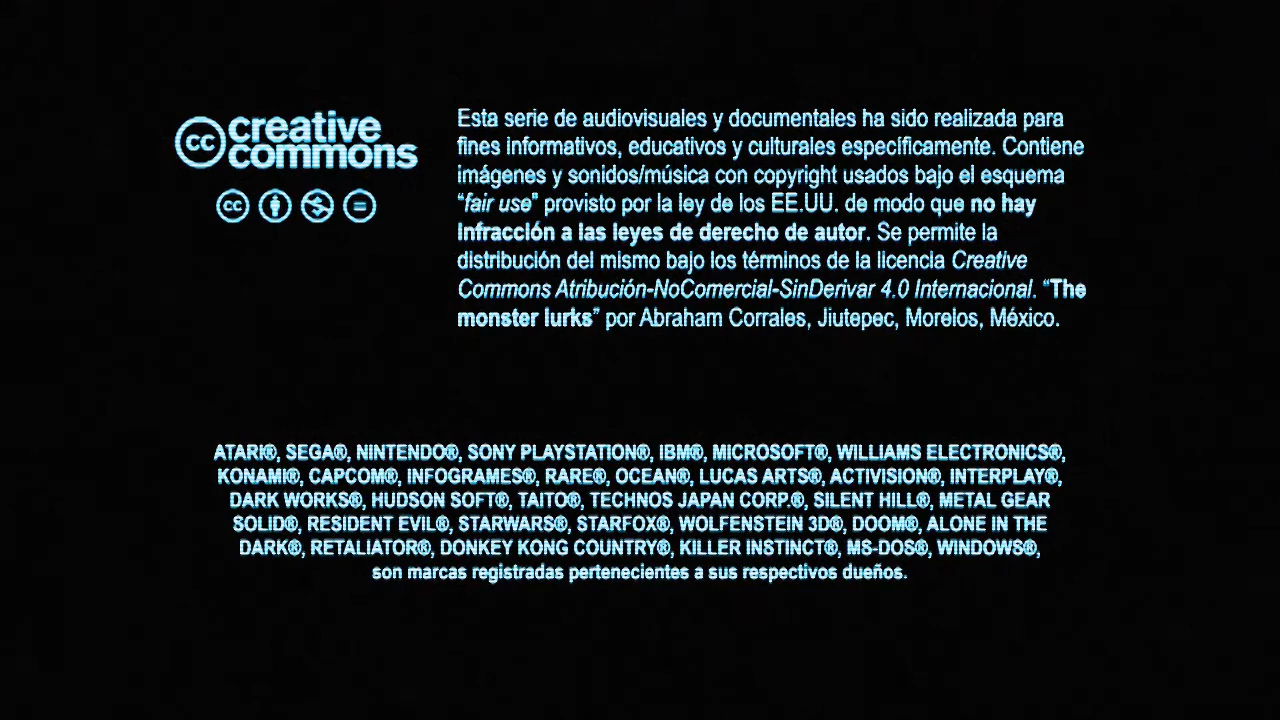 creative
commons
Esta serie de audiovisuales y documentales ha sido realizada para
fines informativos, educativos y culturales específicamente. Contiene
imágenes y sonidos/música con copyright usados bajo el esquema
“fair use” provisto por la ley de los EE.UU. de modo que no hay
infracción a las leyes de derecho de autor. Se permite la
distribución del mismo bajo los términos de la licencia Creative
Commons Atribución-NoComercial-SinDerivar 4.0 Internacional. “The
monster lurks” por Abraham Corrales, Jiutepec, Morelos, México.
ATARI®, SEGA®, NINTENDO®, SONY PLAYSTATION®, IBM®, MICROSOFT®, WILLIAMS ELECTRONICS®,
KONAMI®, CAPCOM®, INFOGRAMES®, RARE®, OCEAN®, LUCAS ARTS®, ACTIVISION®, INTERPLAY®,
DARK WORKS®, HUDSON SOFT®, TAITO®, TECHNOS JAPAN CORP.®, SILENT HILL®, METAL GEAR
SOLID®, RESIDENT EVIL®, STARWARS®, STARFOX®, WOLFENSTEIN 3D®, DOOM®, ALONE IN THE
DARK®, RETALIATOR®, DONKEY KONG COUNTRY®, KILLER INSTINCT®, MS-DOS®, WINDOWS®,
son marcas registradas pertenecientes a sus respectivos dueños.